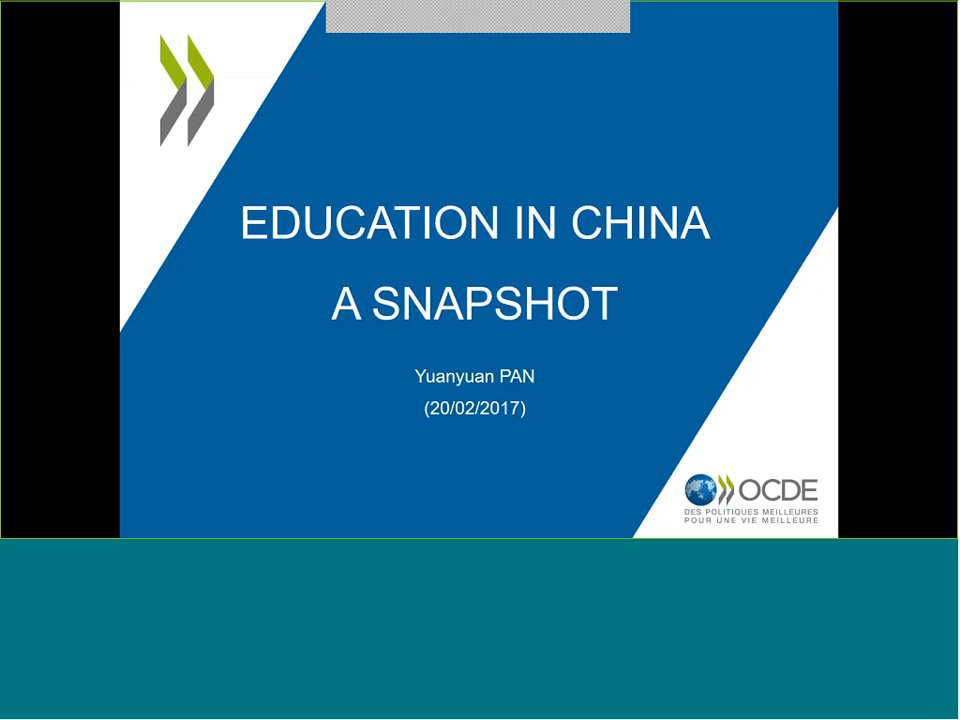 EDUCATION IN CHINA
A SNAPSHOT
Yuanyuan PAN
(20/02/2017)
OCDE
DES POLITIQUES MEILLEURES
POUR UNE VIE MEILLEURE